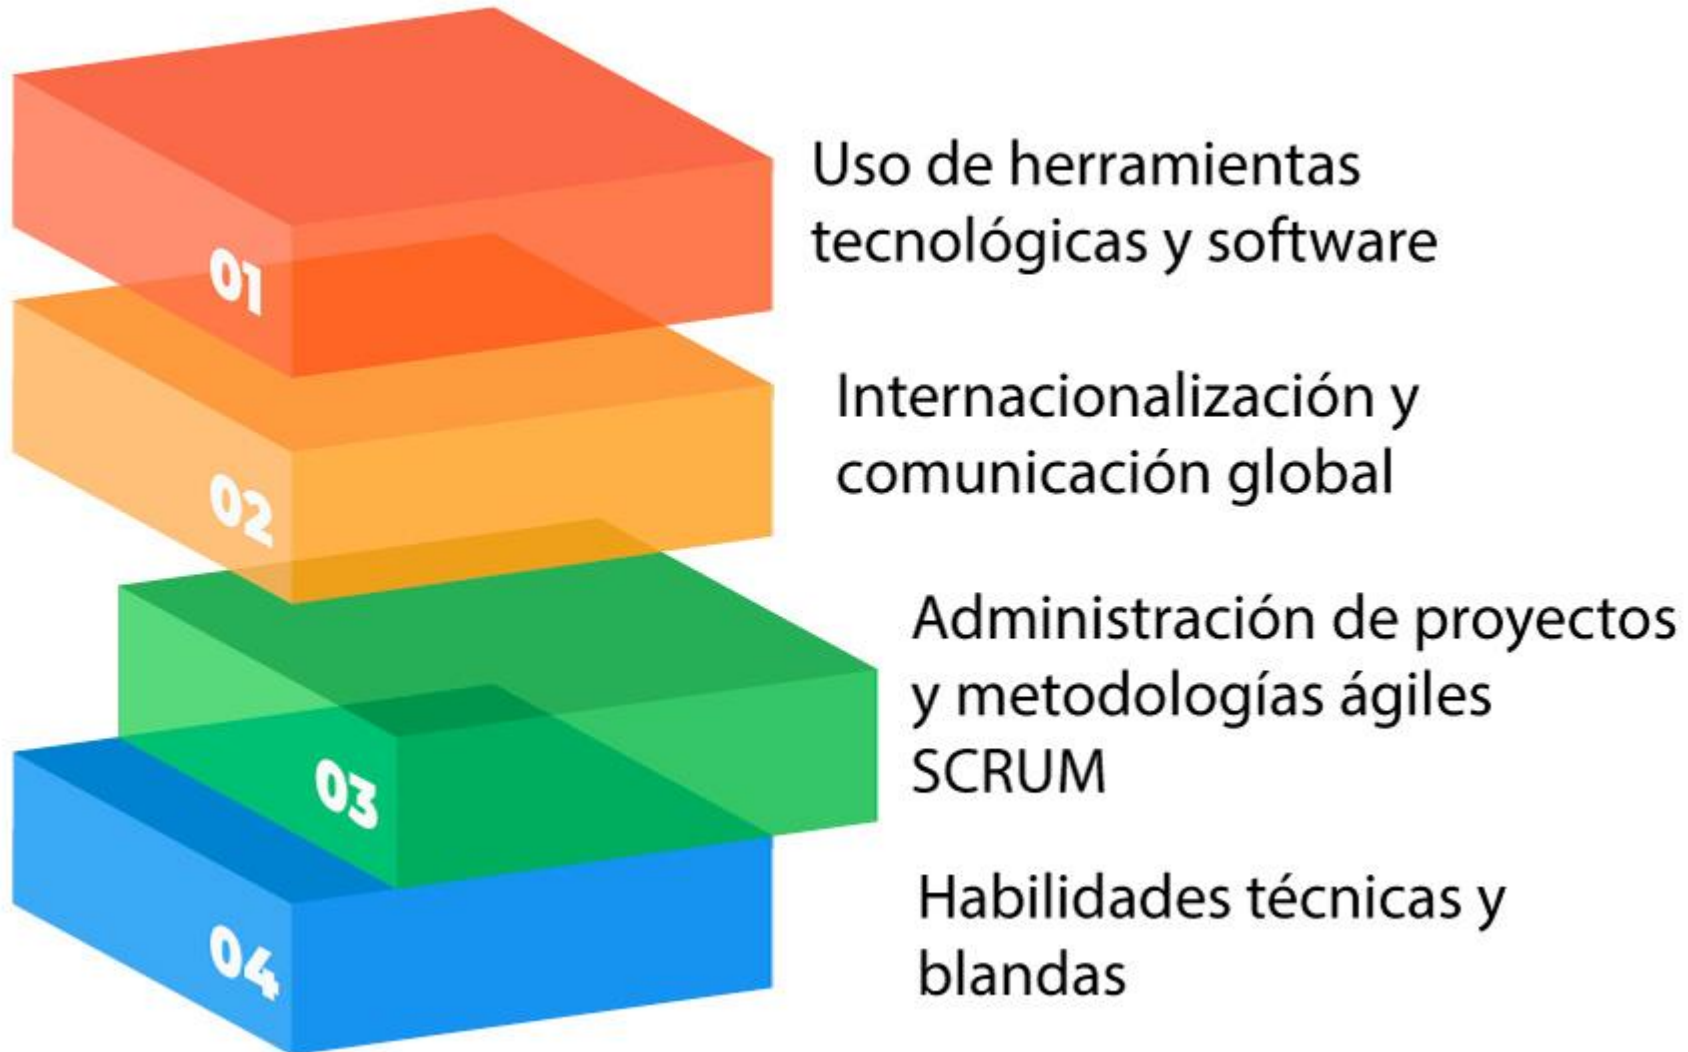 01
Uso de herramientas
tecnológicas y software
02
Internacionalización y
comunicación global
03
Administración de proyectos
y metodologías ágiles
SCRUM
04
Habilidades técnicas y
blandas